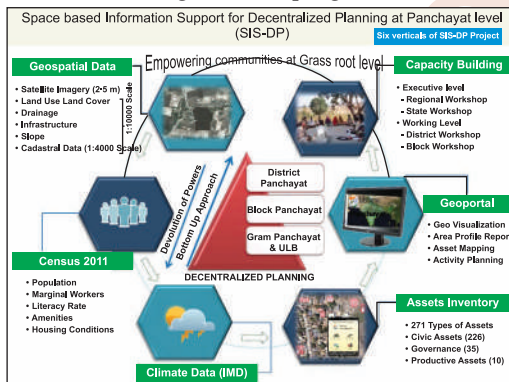 Space based Information Support for Decentralized Planning at Panchayat level
(SIS-DP)
Six verticals of SIS-DP Project
Empowering communities at Grass root level
Geospatial Data
• Satellite Imagery (2•5 m)
• Land Use Land Cover
• Drainage
• Infrastructure
• Slope
• Cadastral Data (1:4000 Scale)
1:10000 Scale
Capacity Building
• Executive level
- Regional Workshop
- State Workshop
• Working Level
- District Workshop
- Block Workshop
Devolution of Powers
Bottom Up Approach
District
Panchayat
Block Panchayat
Gram Panchayat
& ULB
DECENTRALIZED PLANNING
Geoportal
• Geo Visualization
• Area Profile Report
• Asset Mapping
• Activity Planning
Census 2011
• Population
• Marginal Workers
• Literacy Rate
• Amenities
• Housing Conditions
Assets Inventory
• 271 Types of Assets
• Civic Assets (226)
• Governance (35)
• Productive Assets (10)
Climate Data (IMD)